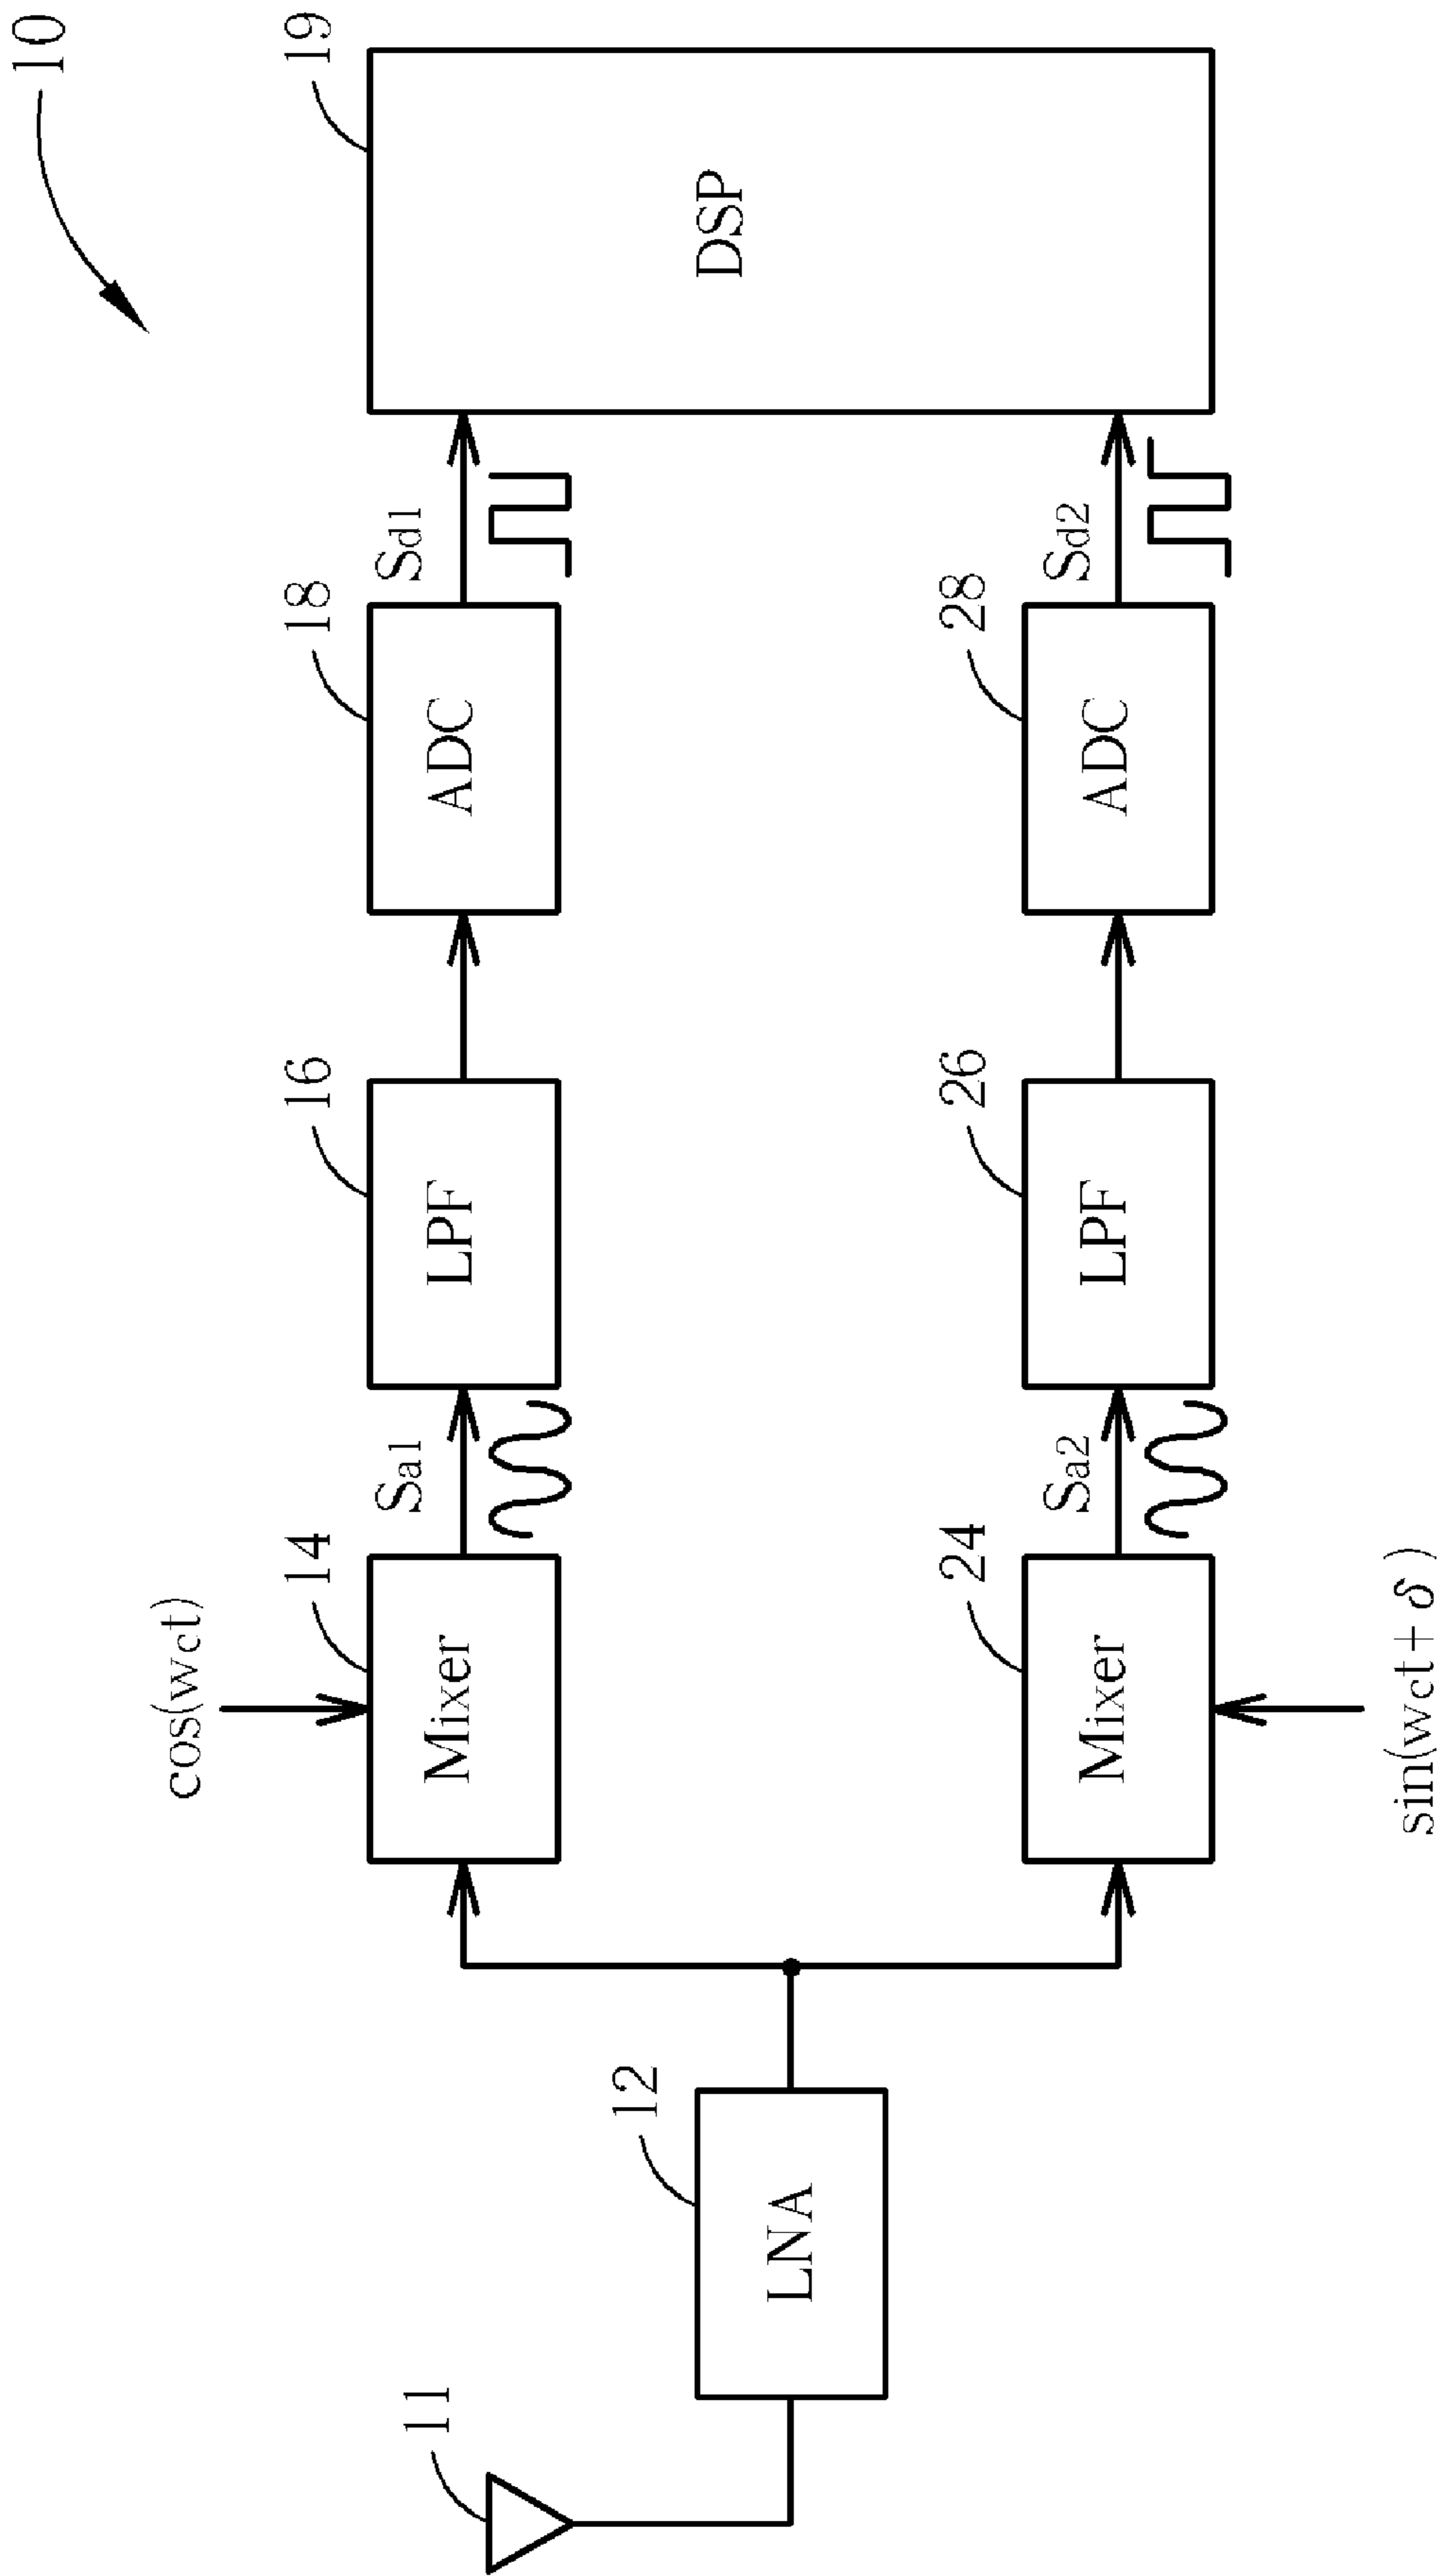 10
cos(wct)
14
16
18
19
Mixer
Sa1
LPF
ADC
Sd1
11
12
LNA
DSP
24
26
28
Mixer
Sa2
LPF
ADC
Sd2
sin(wct+δ)